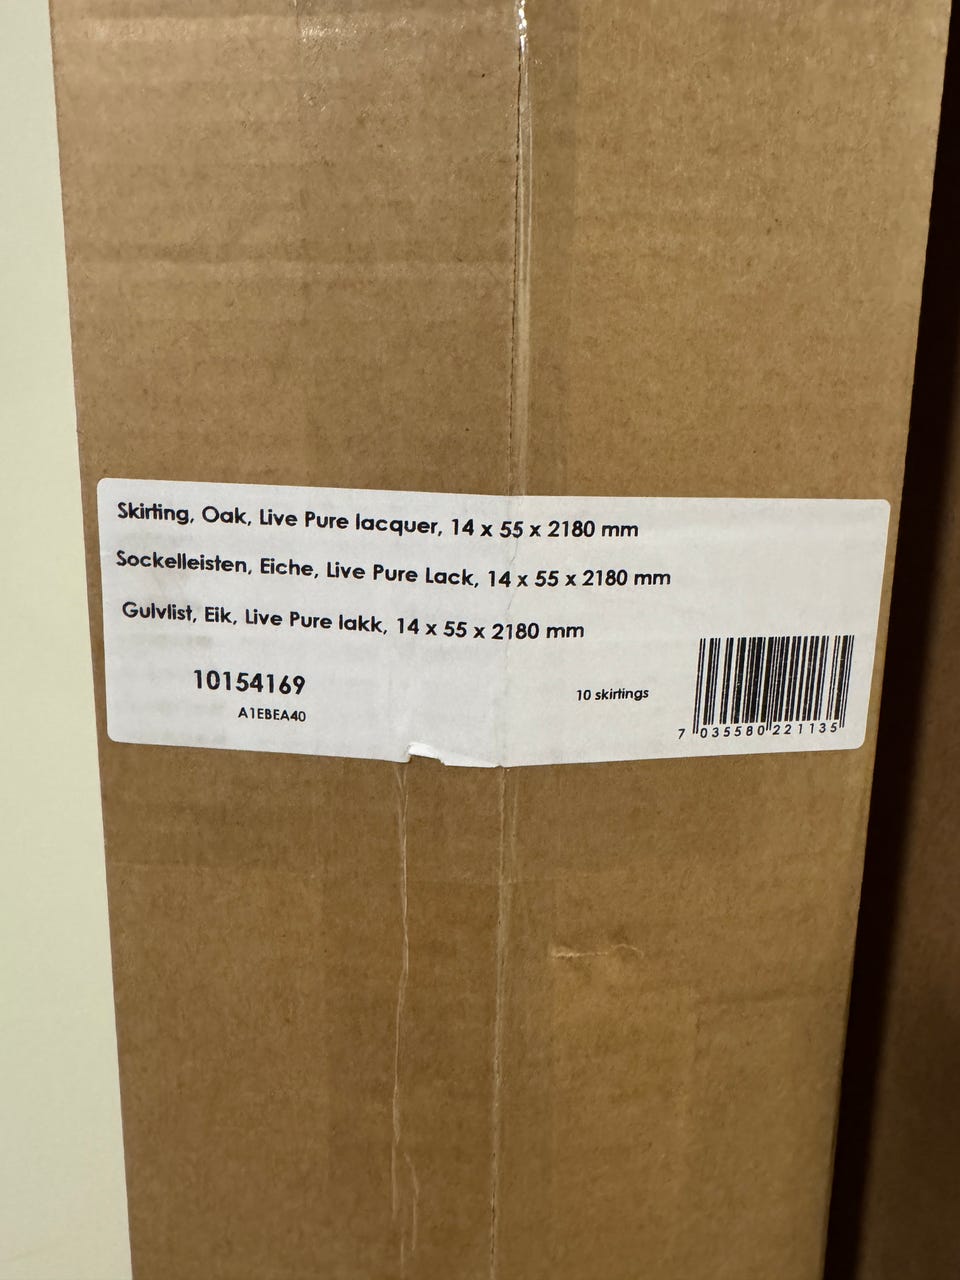 Skirting, Oak, Live Pure lacquer, 14 x 55 x 2180 mm
Sockelleisten, Eiche, Live Pure Lack, 14 x 55 x 2180 mm
Gulvlist, Eik, Live Pure lakk, 14 x 55 x 2180 mm
10154169
A1EBEA40
10 skirtings
7 035580 221135